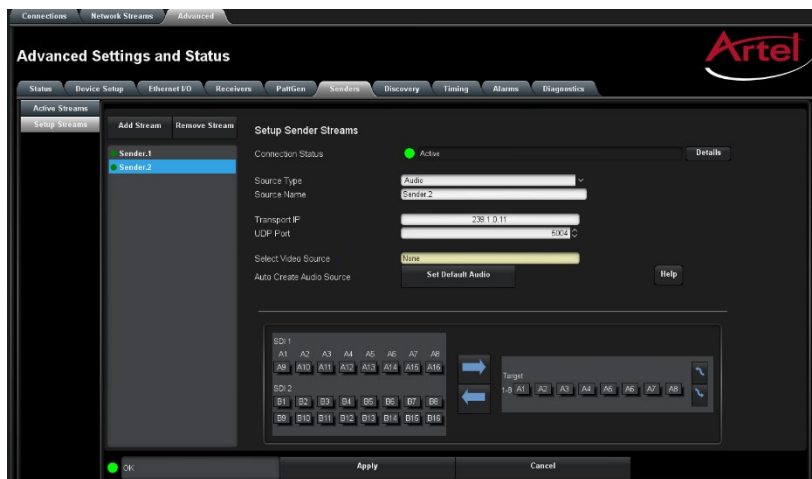 Connections Network Streams Advanced
Advanced Settings and Status
Artel
Status Device Setup Ethernet I/O Receivers PattGen Senders Discovery Timing Alarms Diagnostics
Active Streams
Setup Streams
Add Stream Remove Stream
Setup Sender Streams
Sender.1
Sender.2
Connection Status Active Details
Source Type Audio
Source Name Sender.2
Transport IP 239.1.0.11
UDP Port 5004
Select Video Source None
Auto Create Audio Source Set Default Audio Help
SDI 1
A1 A2 A3 A4 A5 A6 A7 A8
A9 A10 A11 A12 A13 A14 A15 A16
Target
1-8 A1 A2 A3 A4 A5 A6 A7 A8
SDI 2
B1 B2 B3 B4 B5 B6 B7 B8
B9 B10 B11 B12 B13 B14 B15 B16
OK Apply Cancel